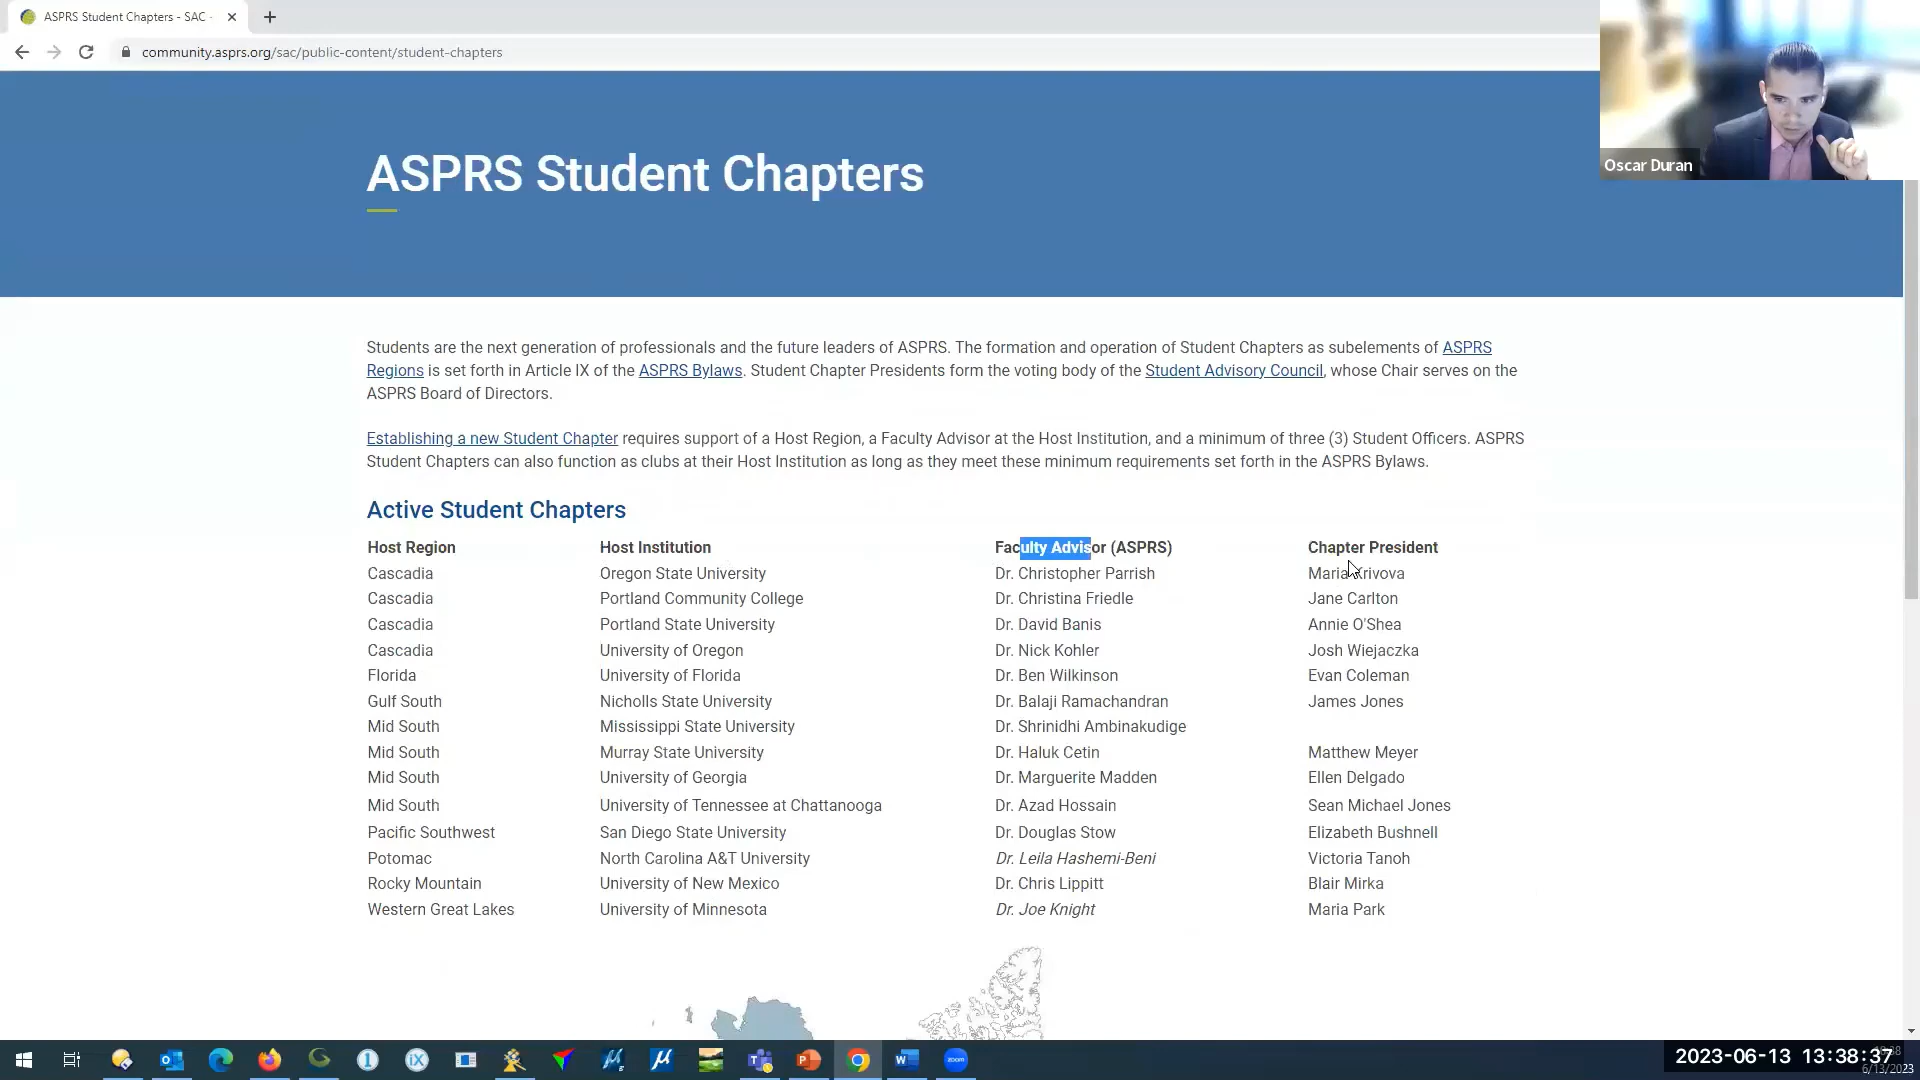 ASPRS Student Chapters - SAC -
community.asprs.org/sac/public-content/student-chapters
Oscar Duran
ASPRS Student Chapters
Students are the next generation of professionals and the future leaders of ASPRS. The formation and operation of Student Chapters as subelements of ASPRS
Regions is set forth in Article IX of the ASPRS Bylaws. Student Chapter Presidents form the voting body of the Student Advisory Council, whose Chair serves on the
ASPRS Board of Directors.
Establishing a new Student Chapter requires support of a Host Region, a Faculty Advisor at the Host Institution, and a minimum of three (3) Student Officers. ASPRS
Student Chapters can also function as clubs at their Host Institution as long as they meet these minimum requirements set forth in the ASPRS Bylaws.
Active Student Chapters
Host Region Host Institution Faculty Advisor (ASPRS) Chapter President
Cascadia Oregon State University Dr. Christopher Parrish Maria Krivova
Cascadia Portland Community College Dr. Christina Friedle Jane Carlton
Cascadia Portland State University Dr. David Banis Annie O'Shea
Cascadia University of Oregon Dr. Nick Kohler Josh Wiejaczka
Florida University of Florida Dr. Ben Wilkinson Evan Coleman
Gulf South Nicholls State University Dr. Balaji Ramachandran James Jones
Mid South Mississippi State University Dr. Shrinidhi Ambinakudige
Mid South Murray State University Dr. Haluk Cetin Matthew Meyer
Mid South University of Georgia Dr. Marguerite Madden Ellen Delgado
Mid South University of Tennessee at Chattanooga Dr. Azad Hossain Sean Michael Jones
Pacific Southwest San Diego State University Dr. Douglas Stow Elizabeth Bushnell
Potomac North Carolina A&T University Dr. Leila Hashemi-Beni Victoria Tanoh
Rocky Mountain University of New Mexico Dr. Chris Lippitt Blair Mirka
Western Great Lakes University of Minnesota Dr. Joe Knight Maria Park
2023-06-13 13:38:37
6/13/2023